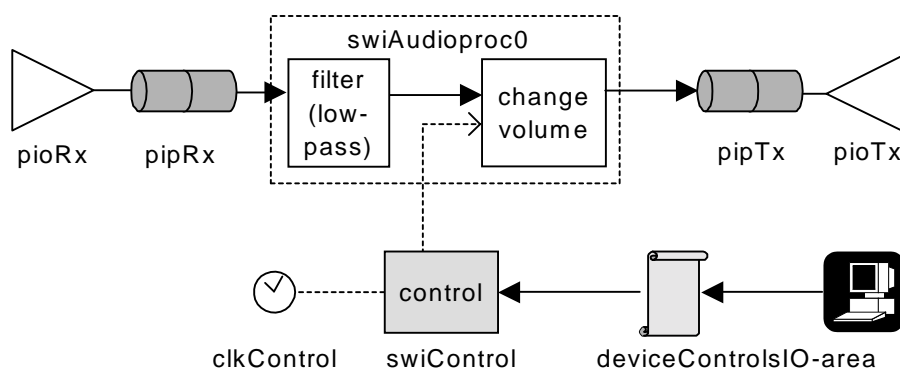 swiAudioproc0
filter
(low-
pass)
change
volume
pioRx
pipRx
pipTx
pioTx
control
clkControl
swiControl
deviceControlsIO-area